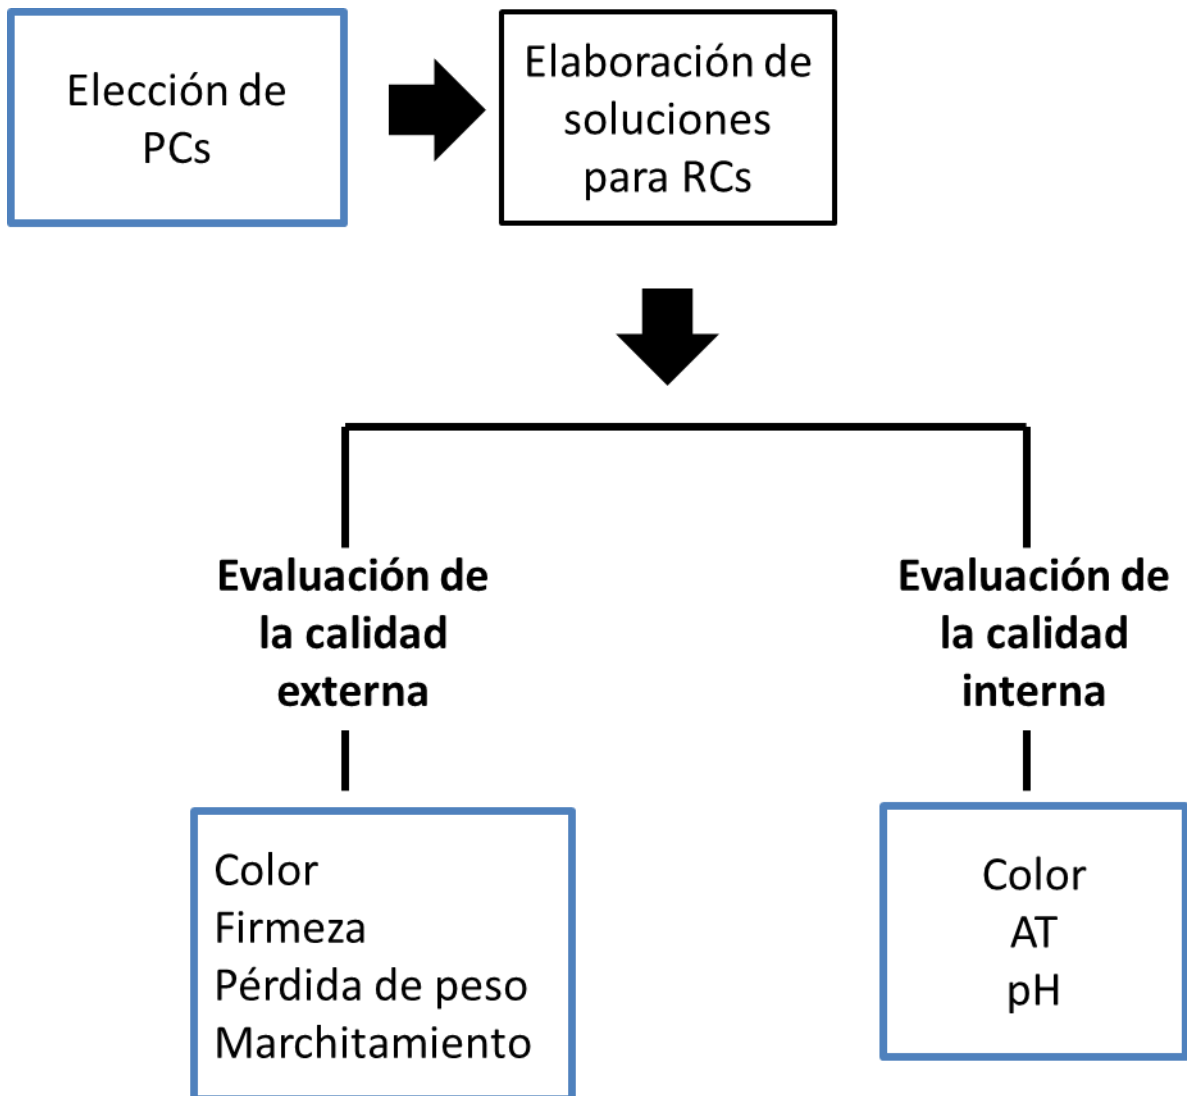 Elección de
PCs
Elaboración de
soluciones
para RCs
Evaluación de
la calidad
externa
Evaluación de
la calidad
interna
Color
Firmeza
Pérdida de peso
Marchitamiento
Color
AT
pH